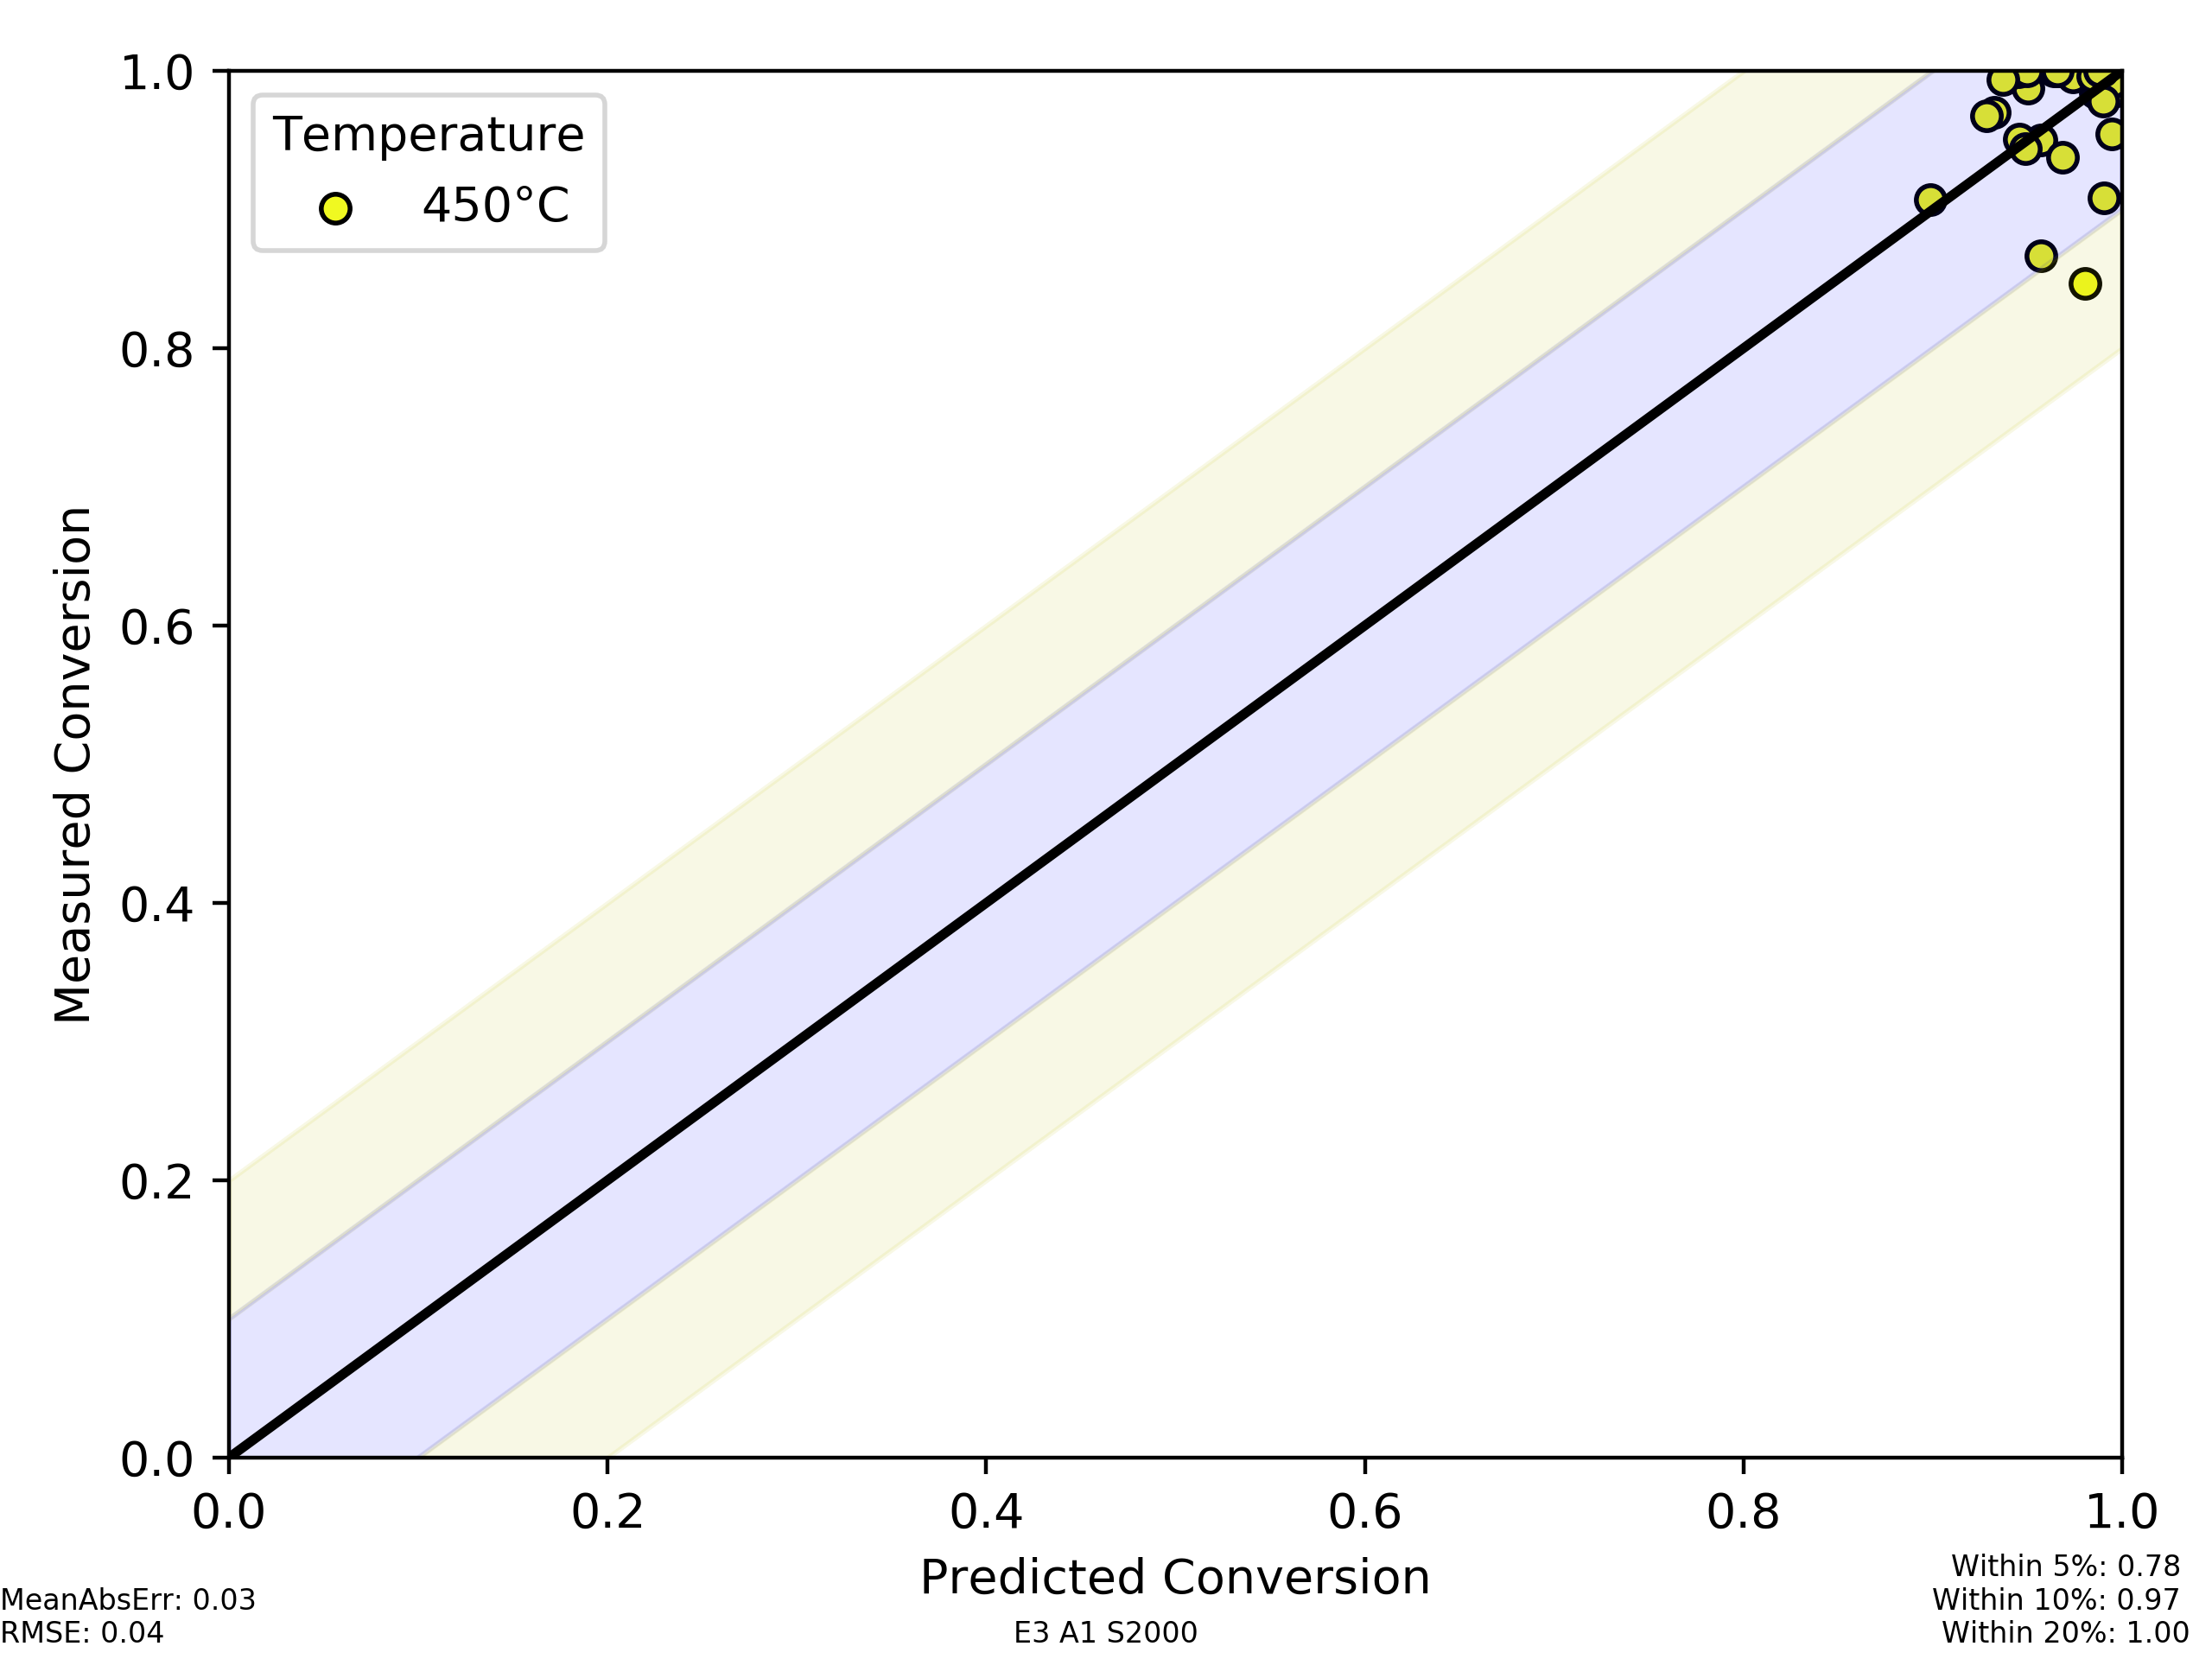 1.0
Temperature
450°C
0.8
0.6
0.4
0.2
0.0
Measured Conversion
0.0 0.2 0.4 0.6 0.8 1.0
Predicted Conversion
MeanAbsErr: 0.03
RMSE: 0.04
E3 A1 S2000
Within 5%: 0.78
Within 10%: 0.97
Within 20%: 1.00